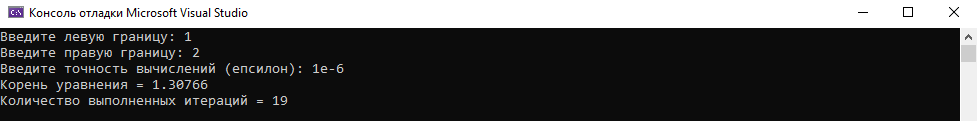 Консоль отладки Microsoft Visual Studio
Введите левую границу: 1
Введите правую границу: 2
Введите точность вычислений (епсилон): 1e-6
Корень уравнения = 1.30766
Количество выполненных итераций = 19